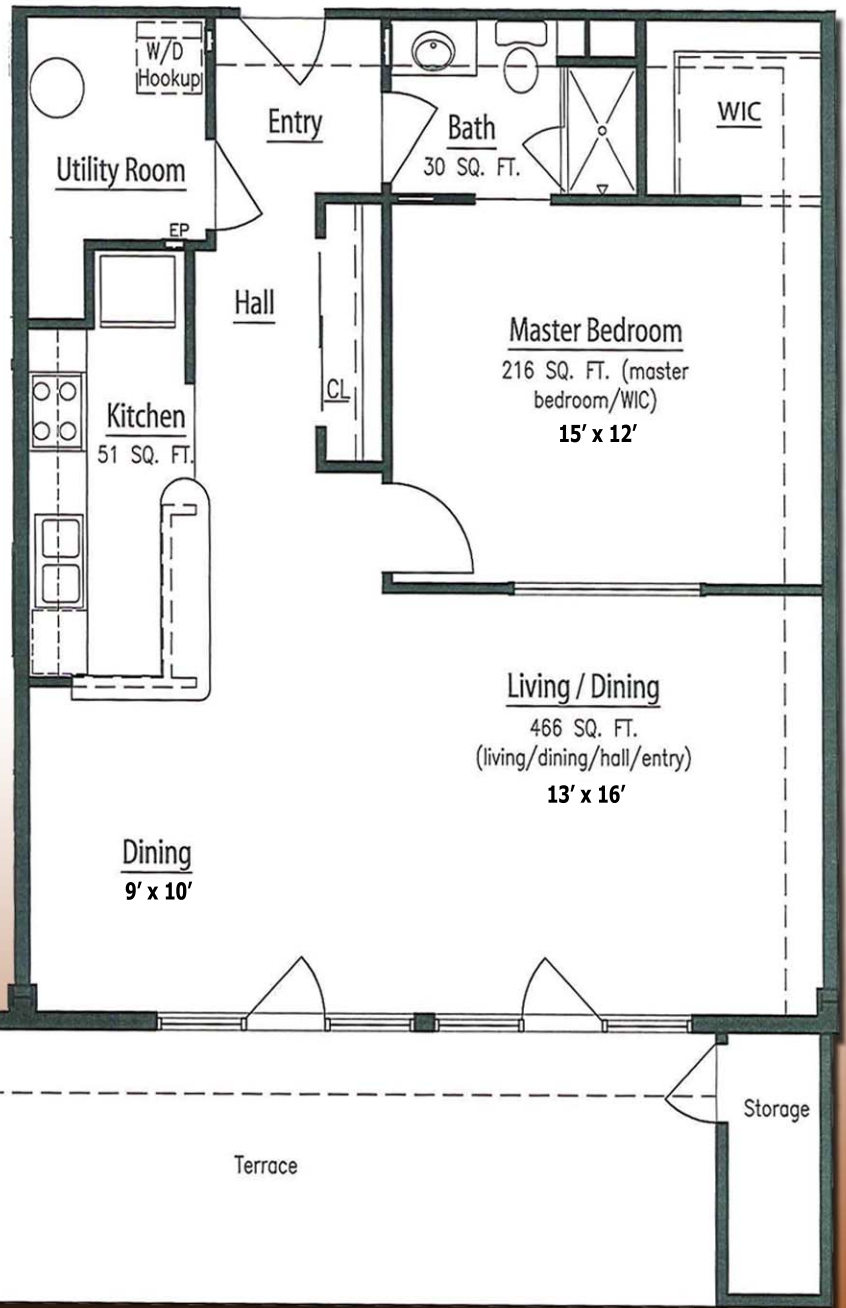 W/D
Hookup
Entry
Bath
30 SQ. FT.
WIC
Utility Room
EP
Hall
Master Bedroom
216 SQ. FT. (master
bedroom/WIC)
15' x 12'
CL
Kitchen
51 SQ. FT.
Living / Dining
466 SQ. FT.
(living/dining/hall/entry)
13' x 16'
Dining
9' x 10'
Storage
Terrace